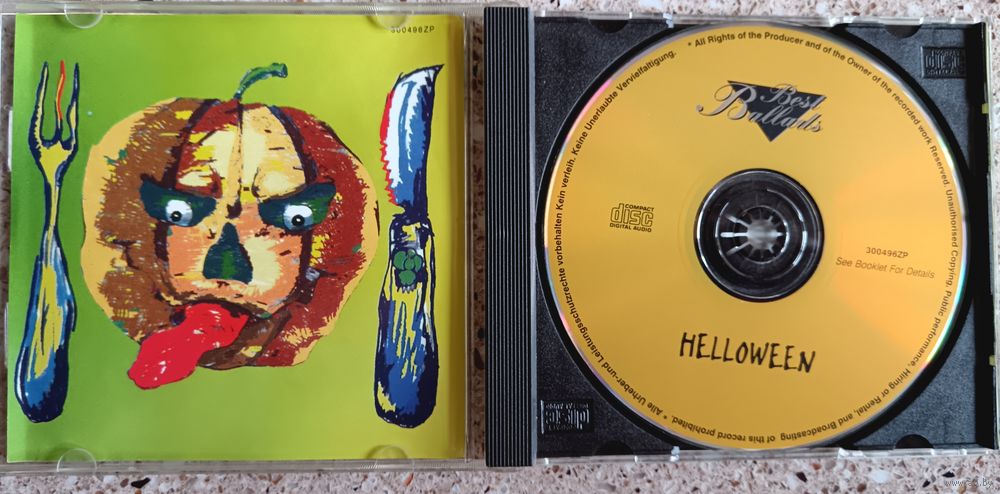 300496ZP
* All Rights of the Producer and of the Owner of the recorded work Reserved. Unauthorised Copying, Public performance, Hiring or Rental, and Broadcasting of this record prohibited. * Alle Urheber-und Leistungsschutzrechte vorbehalten Kein verleih. Keine Unerlaubte Vervielfaltigung.
Best
Ballads
COMPACT
disc
DIGITAL AUDIO
300496ZP
See Booklet For Details
HELLOWEEN